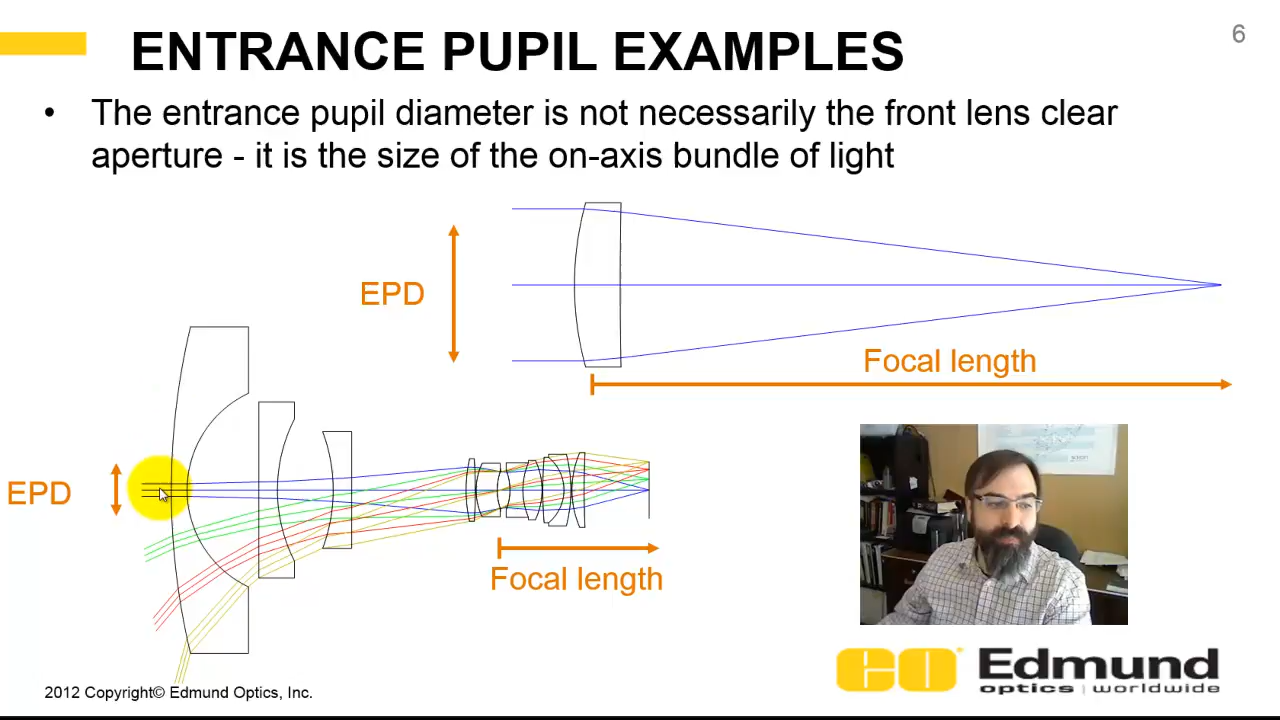 ENTRANCE PUPIL EXAMPLES
6
• The entrance pupil diameter is not necessarily the front lens clear
aperture - it is the size of the on-axis bundle of light
EPD
Focal length
EPD
Focal length
2012 Copyright© Edmund Optics, Inc.
EO Edmund
optics | worldwide